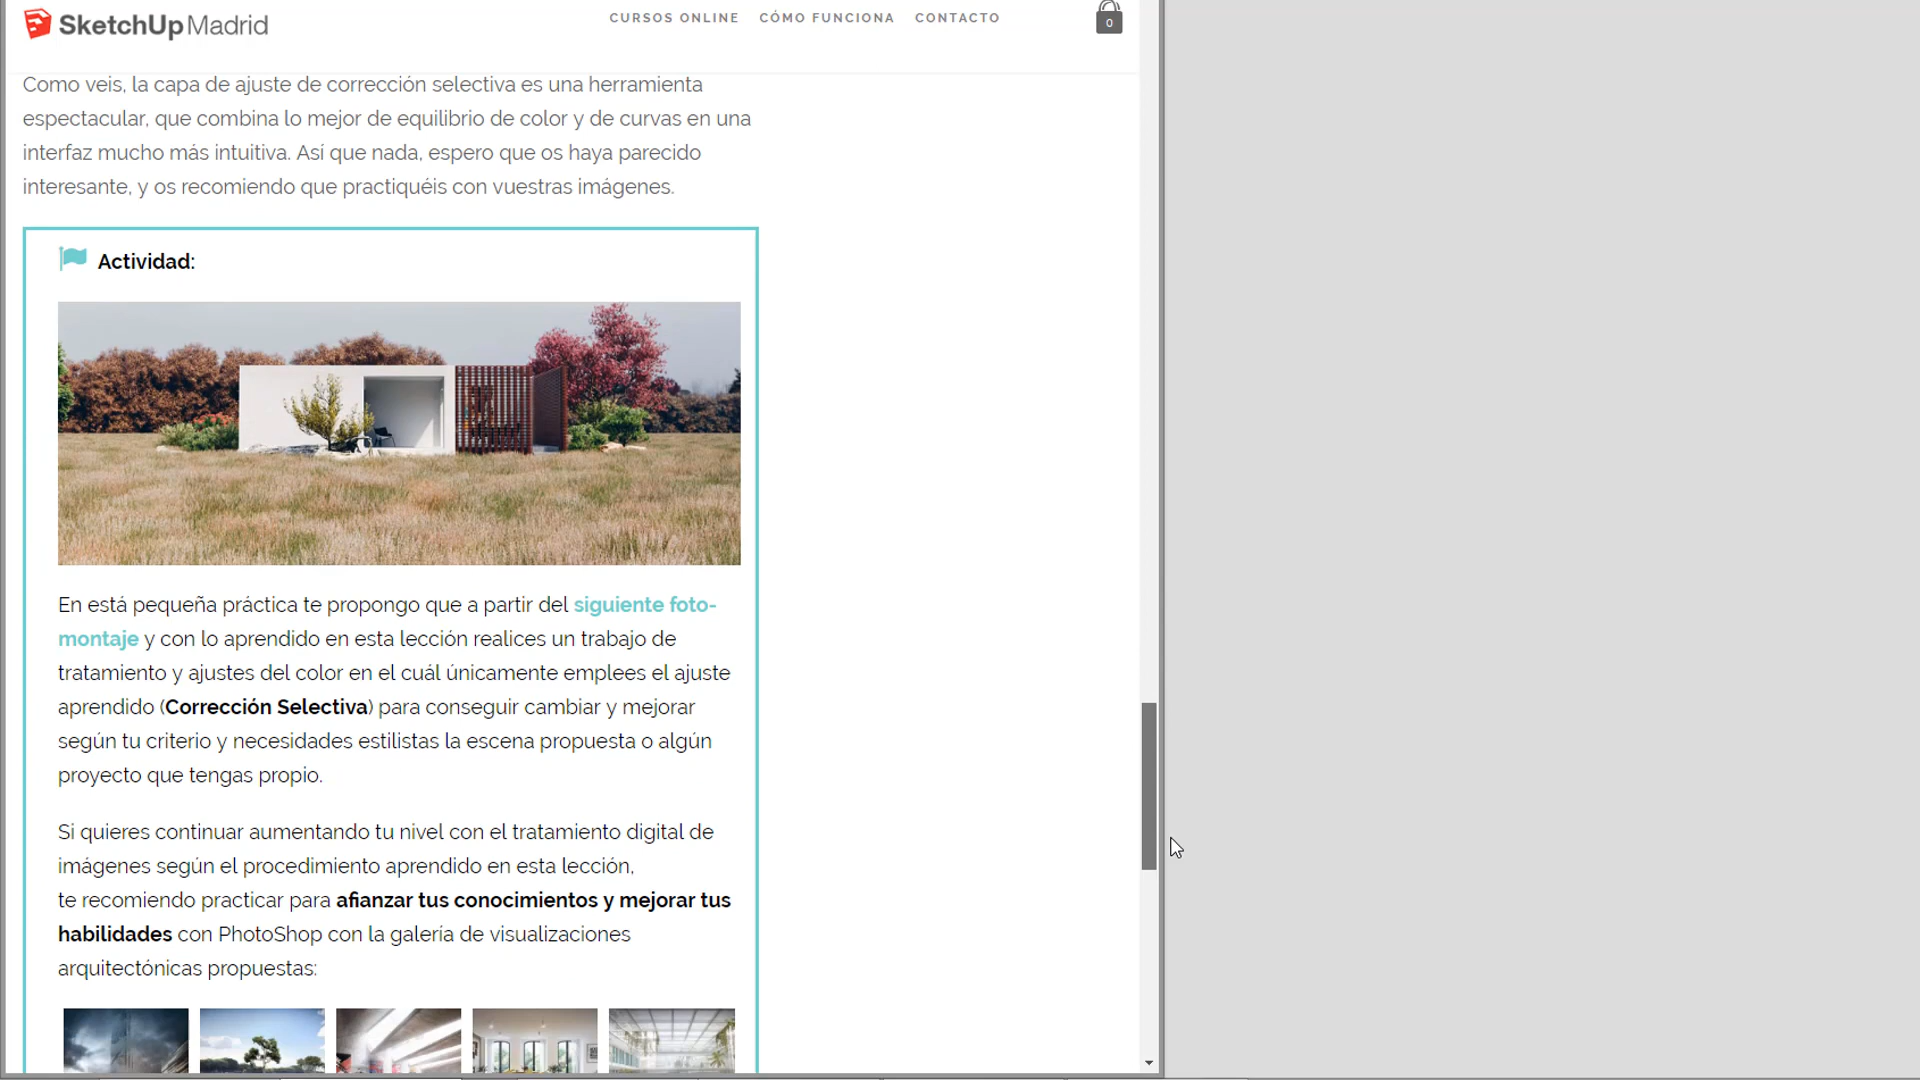 SketchUpMadrid
CURSOS ONLINE CÓMO FUNCIONA CONTACTO
0
Como veis, la capa de ajuste de corrección selectiva es una herramienta
espectacular, que combina lo mejor de equilibrio de color y de curvas en una
interfaz mucho más intuitiva. Así que nada, espero que os haya parecido
interesante, y os recomiendo que practiquéis con vuestras imágenes.
Actividad:
En está pequeña práctica te propongo que a partir del siguiente foto-
montaje y con lo aprendido en esta lección realices un trabajo de
tratamiento y ajustes del color en el cuál únicamente emplees el ajuste
aprendido (Corrección Selectiva) para conseguir cambiar y mejorar
según tu criterio y necesidades estilistas la escena propuesta o algún
proyecto que tengas propio.
Si quieres continuar aumentando tu nivel con el tratamiento digital de
imágenes según el procedimiento aprendido en esta lección,
te recomiendo practicar para afianzar tus conocimientos y mejorar tus
habilidades con PhotoShop con la galería de visualizaciones
arquitectónicas propuestas: